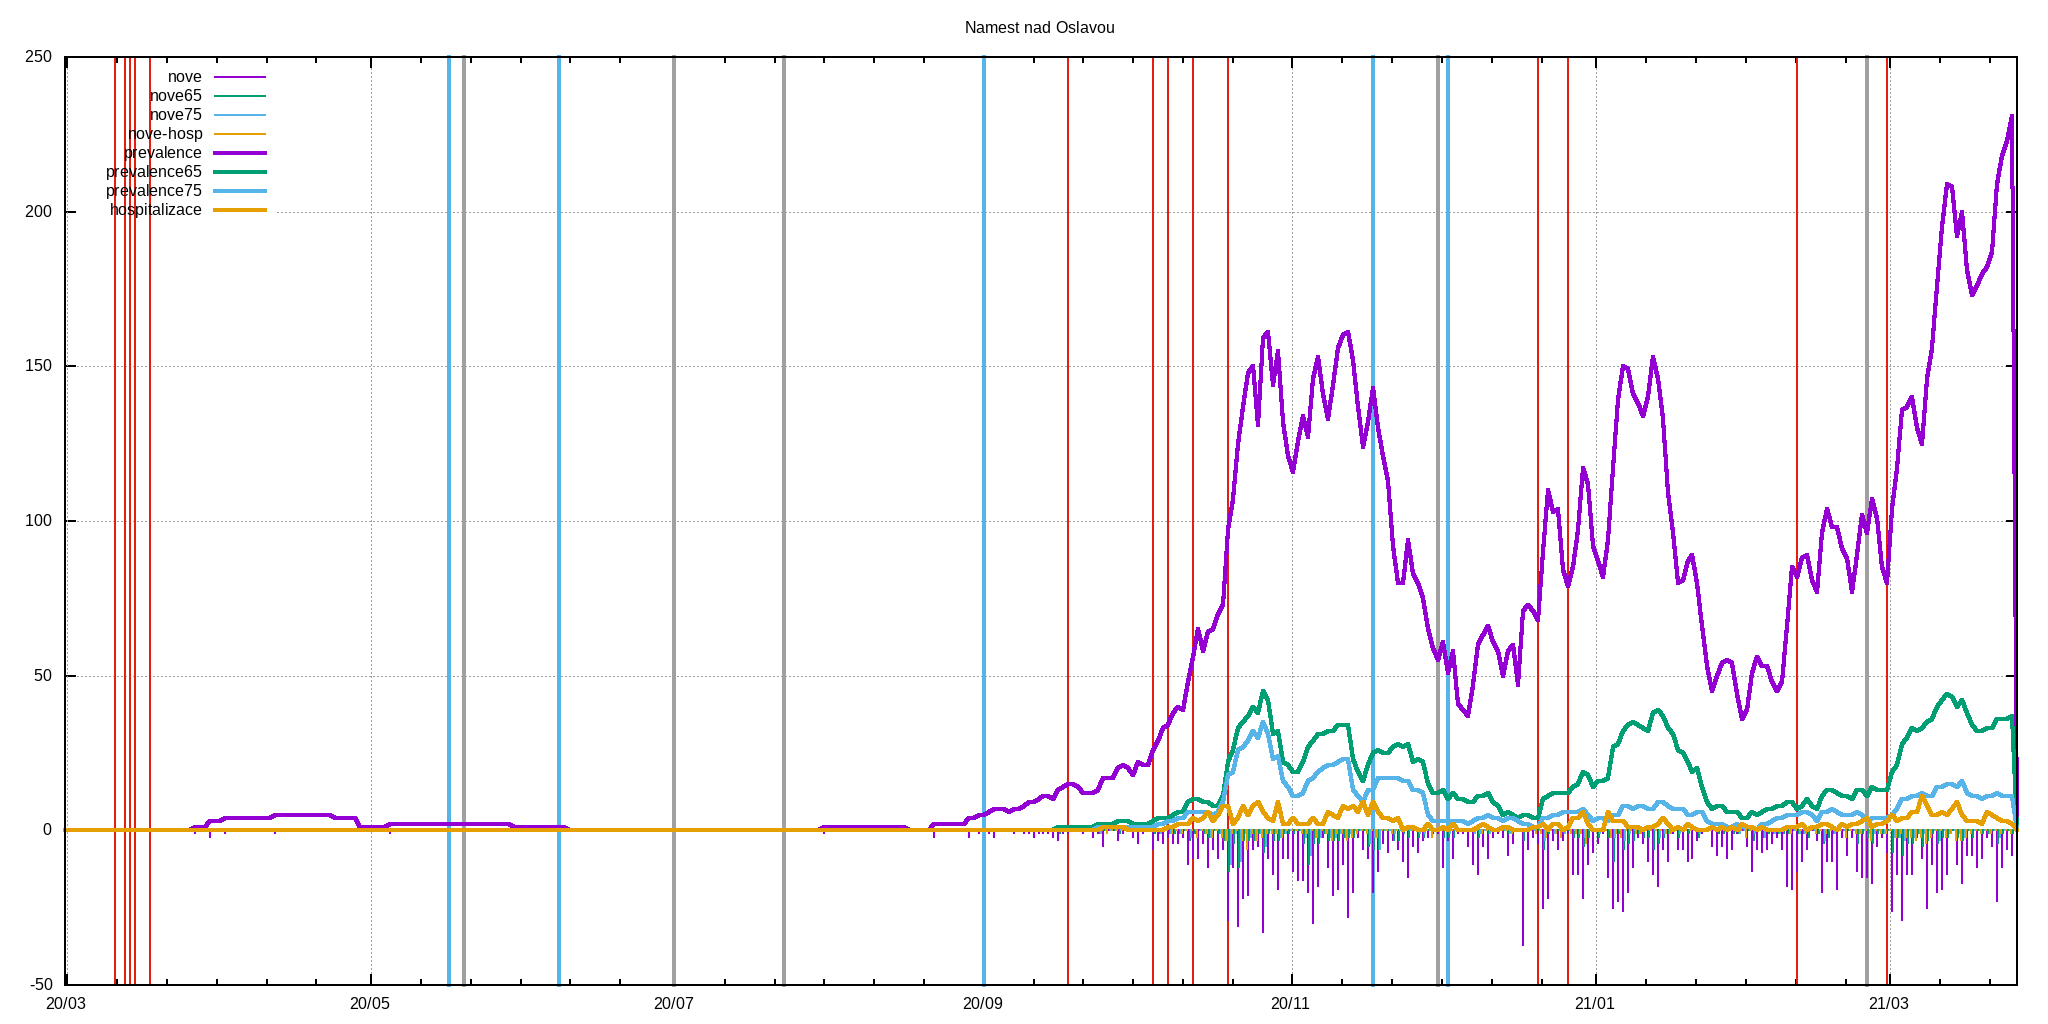 Namest nad Oslavou
250
200
150
100
50
0
-50
nove
nove65
nove75
nove-hosp
prevalence
prevalence65
prevalence75
hospitalizace
20/03 20/05 20/07 20/09 20/11 21/01 21/03